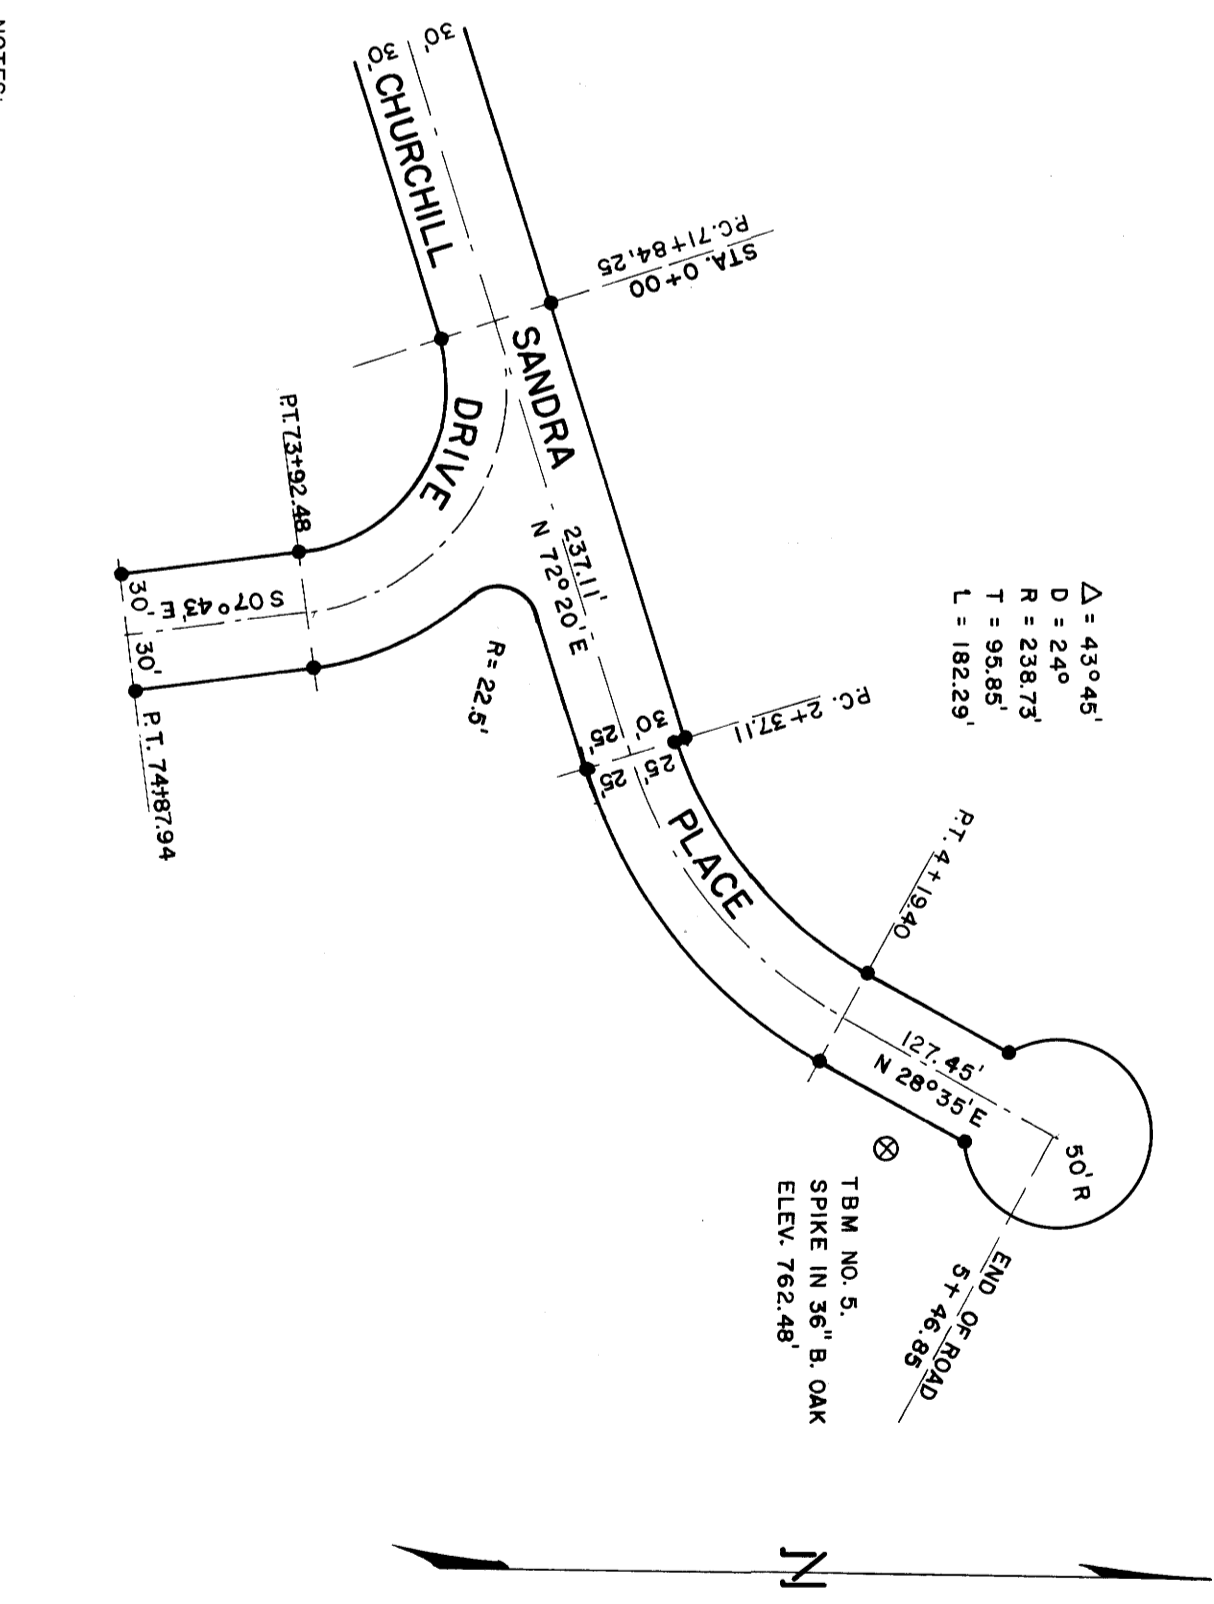 NOTES:
30'
30'
CHURCHILL
DRIVE
P.C. 71+84.25
STA. 0+00
SANDRA
PLACE
237.11'
N 72°20'E
P.T. 73+92.48
S 07°43'E
30'
30'
P.T. 74+87.94
R = 22.5'
30'
25'
25'
25'
P.C. 2+37.11
Δ = 43°45'
D = 24°
R = 238.73'
T = 95.85'
L = 182.29'
P.T. 4+19.40
127.45'
N 28°35'E
50'R
END OF ROAD
5+46.85
TBM NO. 5.
SPIKE IN 36" B. OAK
ELEV. 762.48'
N